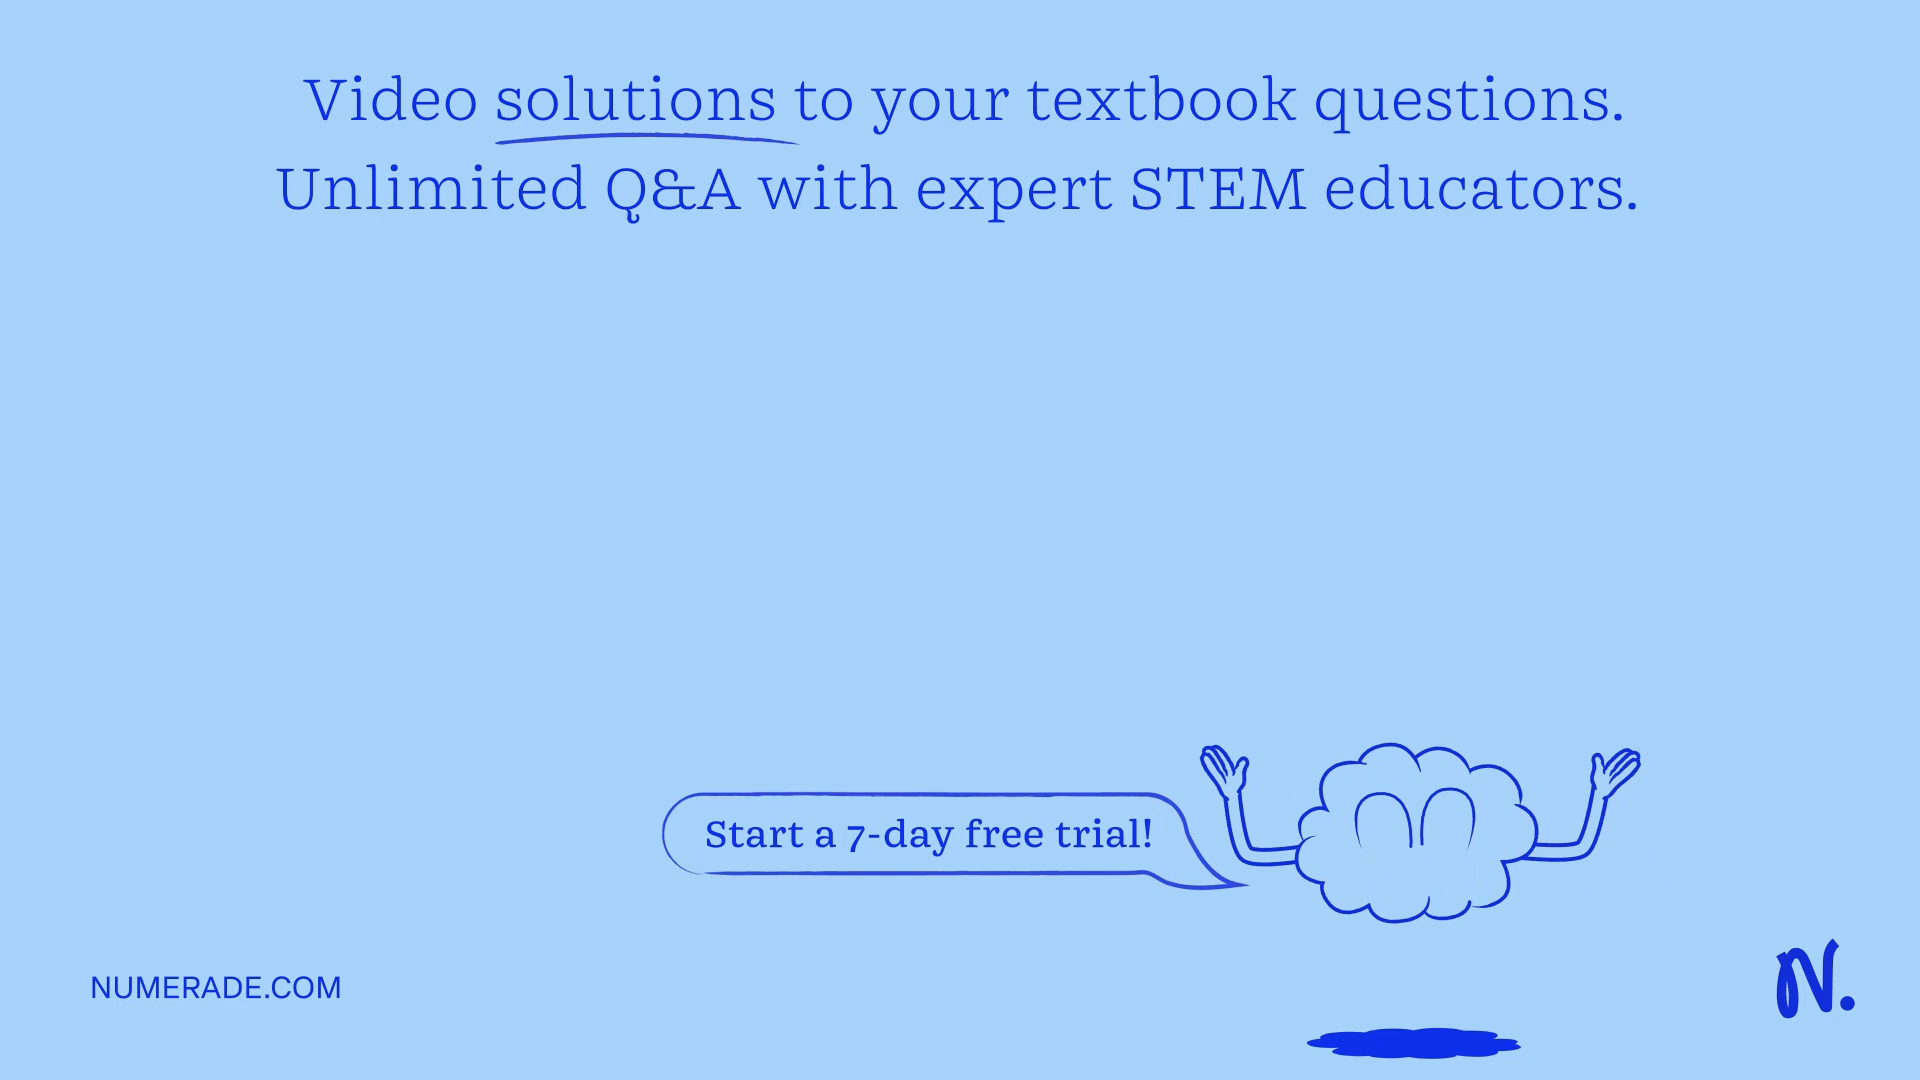 Video solutions to your textbook questions.
Unlimited Q&A with expert STEM educators.
Start a 7-day free trial!
NUMERADE.COM
N.